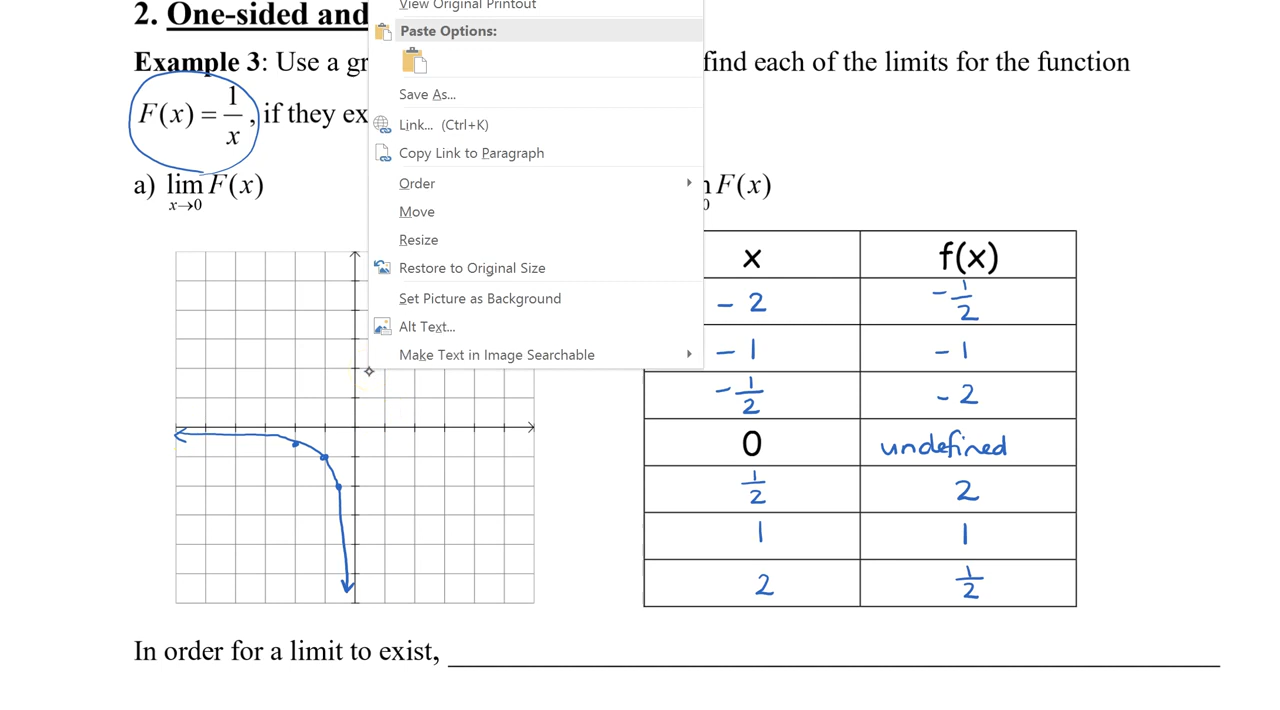 2. One-sided and
View Original Printout
Paste Options:
Example 3: Use a gr
find each of the limits for the function
F(x) = 1/x, if they ex
Save As...
Link... (Ctrl+K)
Copy Link to Paragraph
a) lim x→0 F(x)
F(x)
0
Order
Move
Resize
Restore to Original Size
Set Picture as Background
Alt Text...
Make Text in Image Searchable
x f(x)
-2 -1/2
-1 -1
-1/2 -2
0 undefined
1/2 2
1 1
2 1/2
In order for a limit to exist,